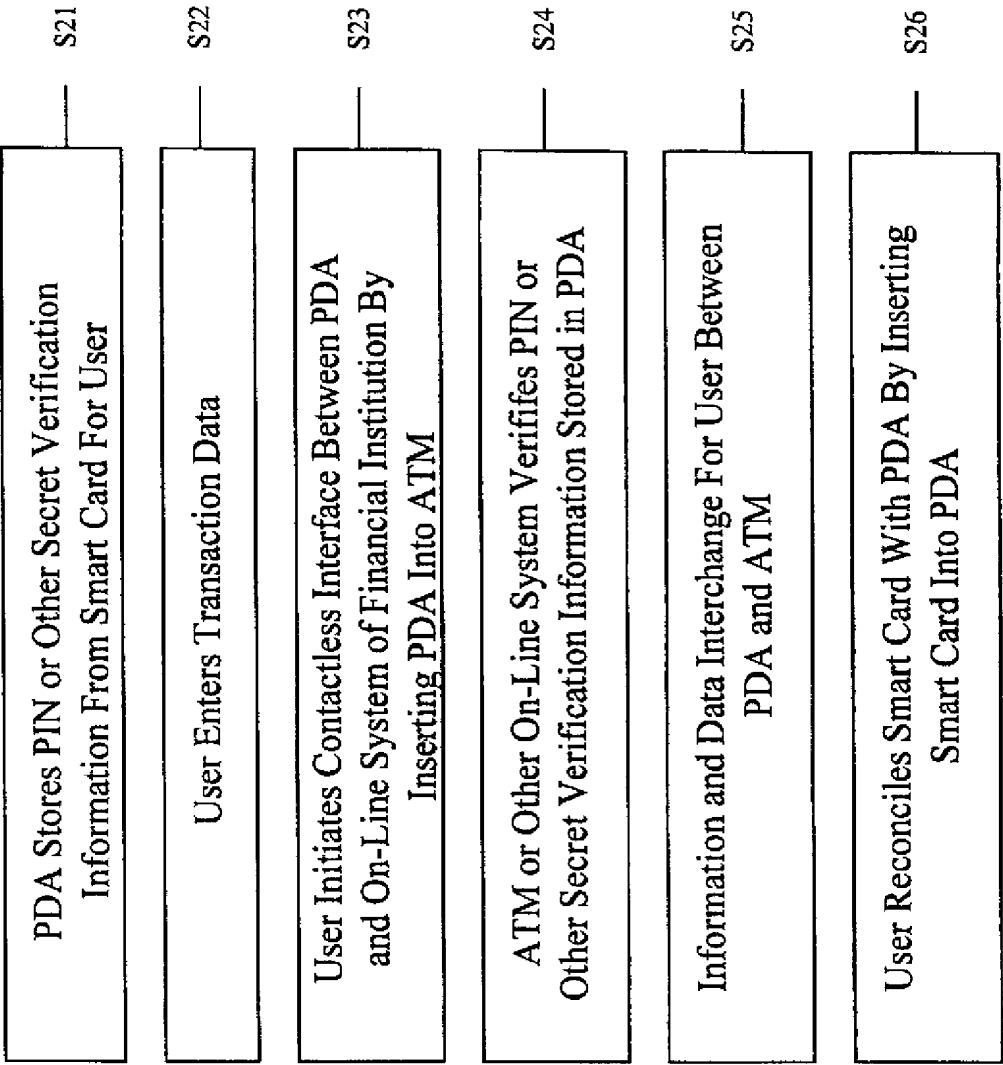 PDA Stores PIN or Other Secret Verification
Information From Smart Card For User
S21
User Enters Transaction Data
S22
User Initiates Contactless Interface Between PDA
and On-Line System of Financial Institution By
Inserting PDA Into ATM
S23
ATM or Other On-Line System Verififes PIN or
Other Secret Verification Information Stored in PDA
S24
Information and Data Interchange For User Between
PDA and ATM
S25
User Reconciles Smart Card With PDA By Inserting
Smart Card Into PDA
S26